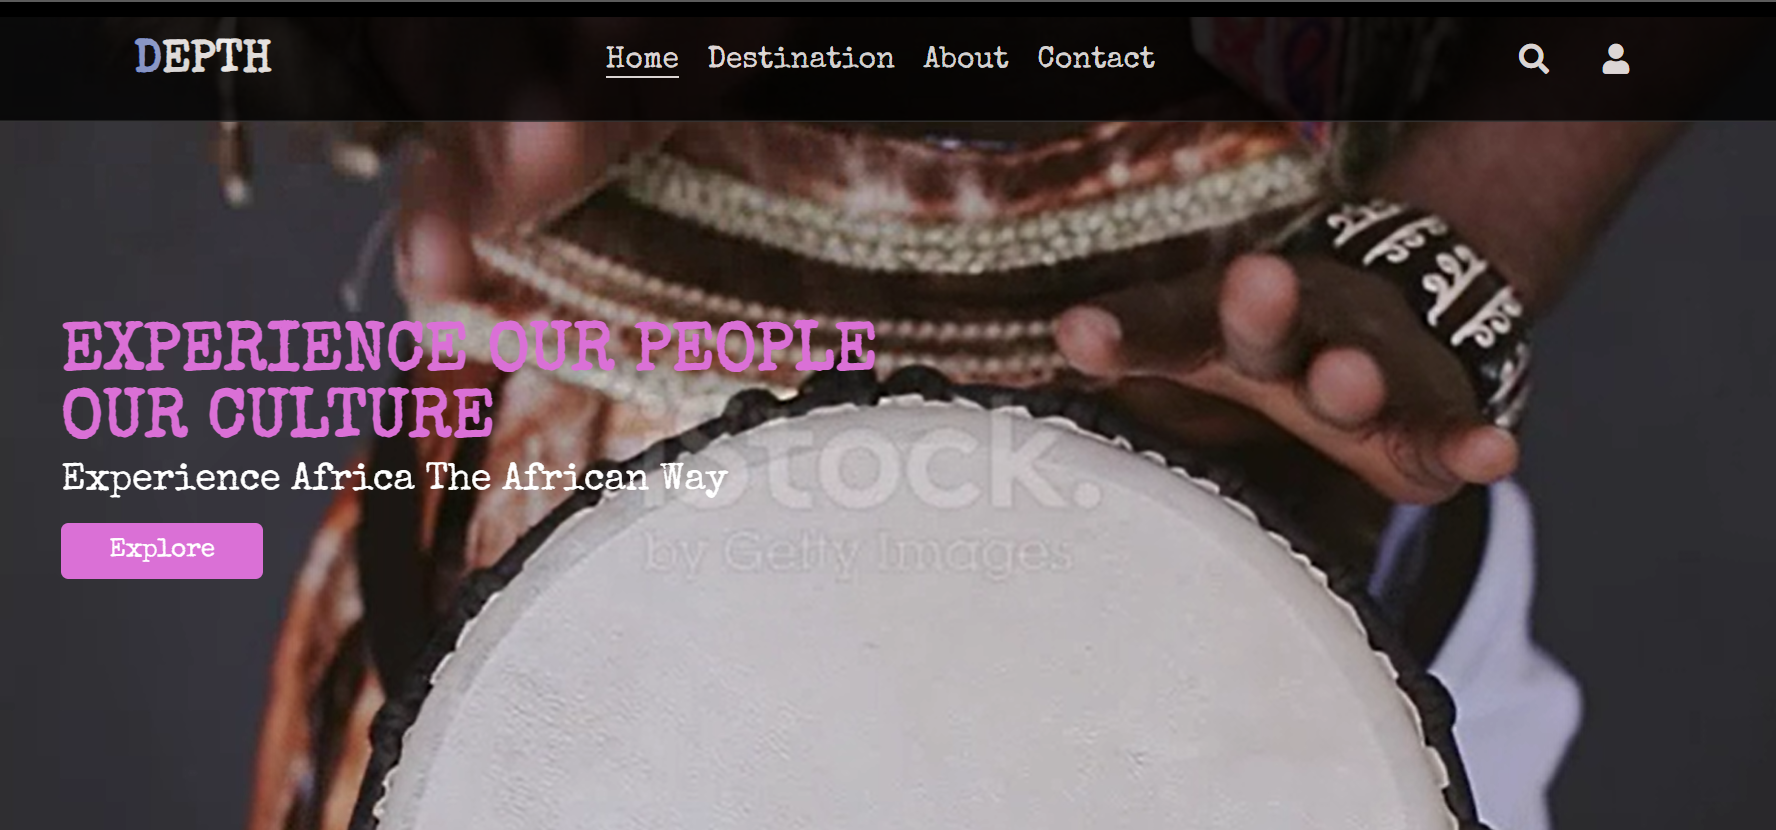 DEPTH
Home Destination About Contact
EXPERIENCE OUR PEOPLE
OUR CULTURE
Experience Africa The African Way
Explore
Stock.
by Getty Images